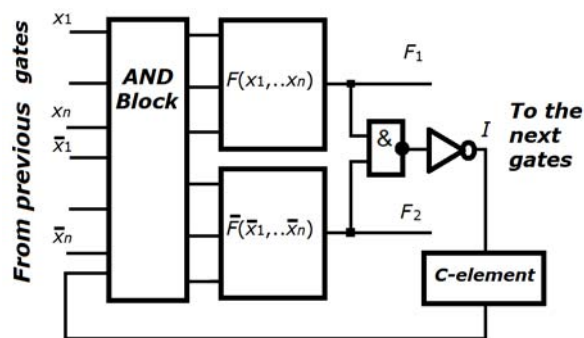 From previous gates
x1
xn
x̄1
x̄n
AND
Block
F(x1,..xn)
F̄(x̄1,..x̄n)
F1
F2
&
I
To the
next
gates
C-element